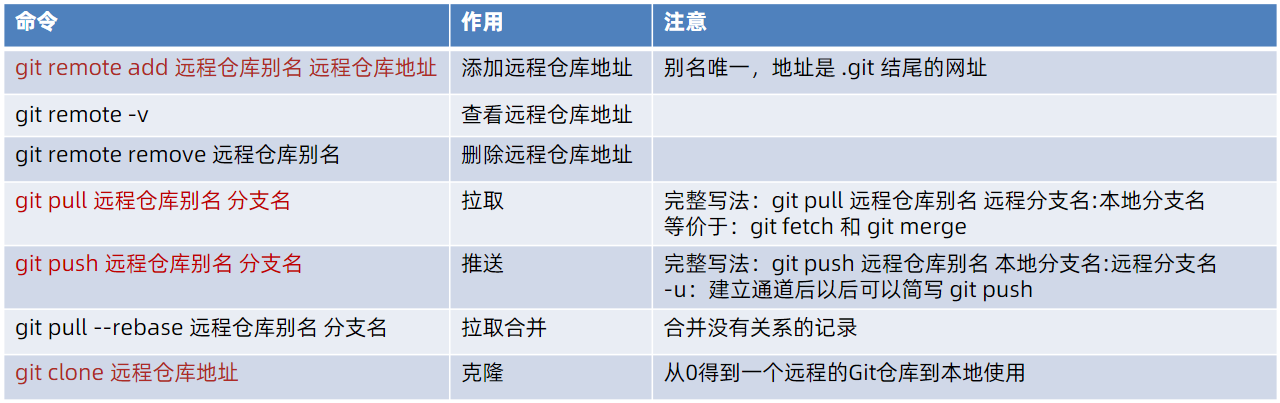 命令 作用 注意
git remote add 远程仓库别名 远程仓库地址 添加远程仓库地址 别名唯一，地址是 .git 结尾的网址
git remote -v 查看远程仓库地址
git remote remove 远程仓库别名 删除远程仓库地址
git pull 远程仓库别名 分支名 拉取 完整写法：git pull 远程仓库别名 远程分支名:本地分支名
等价于：git fetch 和 git merge
git push 远程仓库别名 分支名 推送 完整写法：git push 远程仓库别名 本地分支名:远程分支名
-u：建立通道后以后可以简写 git push
git pull --rebase 远程仓库别名 分支名 拉取合并 合并没有关系的记录
git clone 远程仓库地址 克隆 从0得到一个远程的Git仓库到本地使用